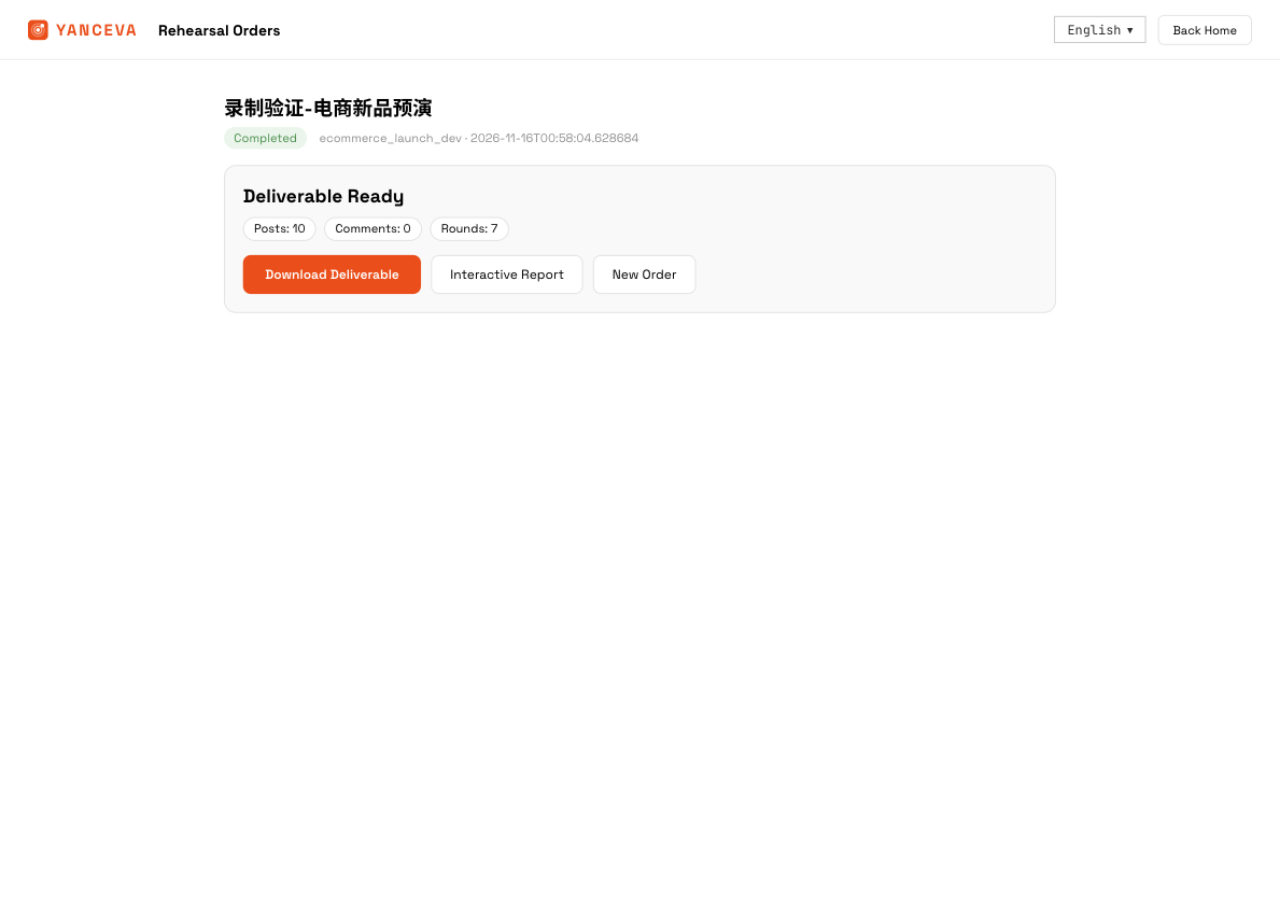 YANCEVA Rehearsal Orders English ▾ Back Home
录制验证-电商新品预演
Completed ecommerce_launch_dev · 2026-11-16T00:58:04.628684
Deliverable Ready
Posts: 10 Comments: 0 Rounds: 7
Download Deliverable Interactive Report New Order